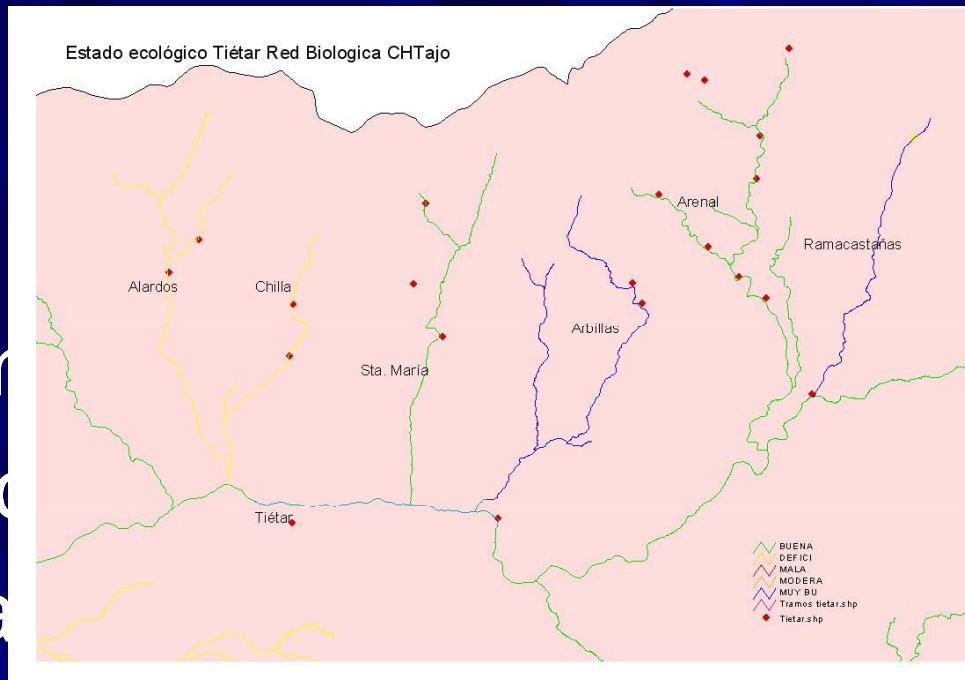 Estado ecológico Tiétar Red Biologica CHTajo
Arenal
Ramacastañas
Alardos
Chilla
Arbillas
Sta. María
Tiétar
BUENA
DEFICI
MALA
MODERA
MUY BU
Tramos tietar.shp
Tietar.shp